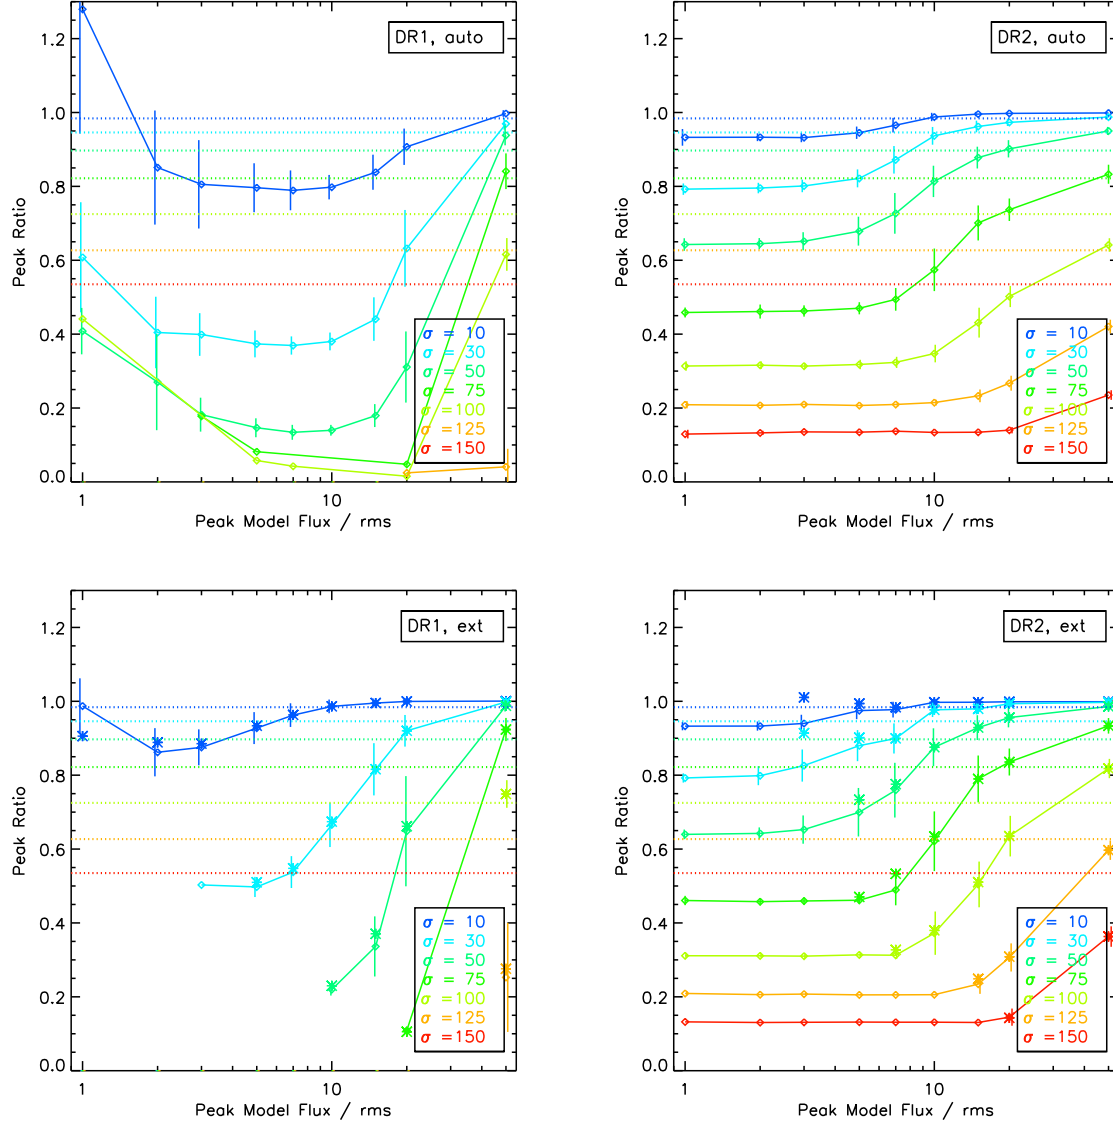 DR1, auto
1.2
1.0
0.8
0.6
0.4
0.2
0.0
Peak Ratio
σ = 10
σ = 30
σ = 50
σ = 75
σ =100
σ =125
σ =150
1 10
Peak Model Flux / rms
DR2, auto
1.2
1.0
0.8
0.6
0.4
0.2
0.0
Peak Ratio
σ = 10
σ = 30
σ = 50
σ = 75
σ =100
σ =125
σ =150
1 10
Peak Model Flux / rms
DR1, ext
1.2
1.0
0.8
0.6
0.4
0.2
0.0
Peak Ratio
σ = 10
σ = 30
σ = 50
σ = 75
σ =100
σ =125
σ =150
1 10
Peak Model Flux / rms
DR2, ext
1.2
1.0
0.8
0.6
0.4
0.2
0.0
Peak Ratio
σ = 10
σ = 30
σ = 50
σ = 75
σ =100
σ =125
σ =150
1 10
Peak Model Flux / rms